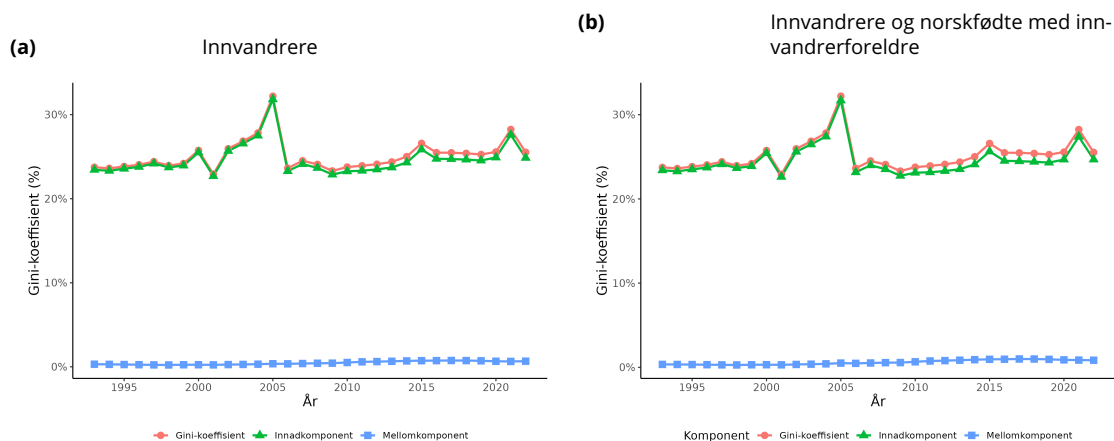 (a)
Innvandrere
Gini-koeffisient (%)
30%
20%
10%
0%
1995
2000
2005
2010
2015
2020
År
Gini-koeffisient
Innadkomponent
Mellomkomponent
(b)
Innvandrere og norskfødte med inn-
vandrerforeldre
Gini-koeffisient (%)
30%
20%
10%
0%
1995
2000
2005
2010
2015
2020
År
Komponent
Gini-koeffisient
Innadkomponent
Mellomkomponent